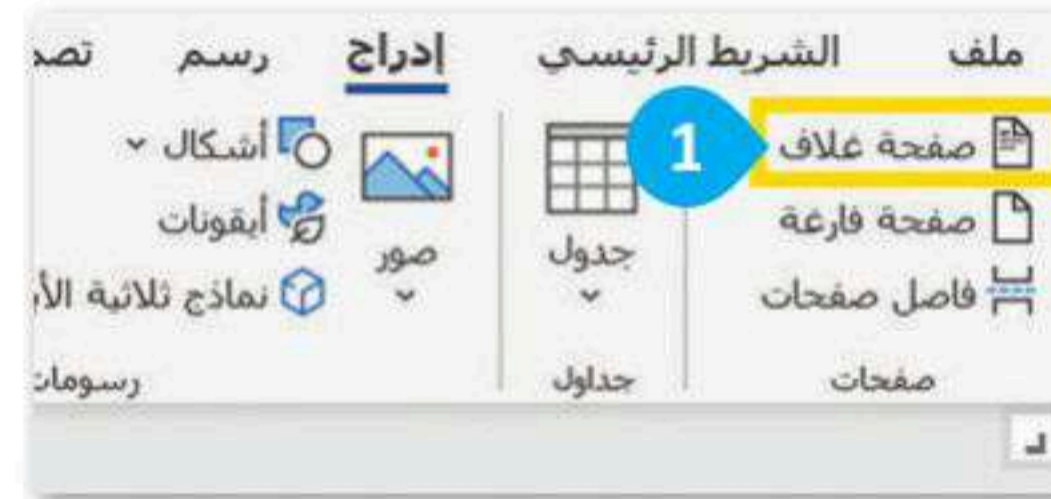 ملف الشريط الرئيسي إدراج رسم
صفحة غلاف
صفحة فارغة
فاصل صفحات
صفحات
1
جدول
جداول
صور
أشكال
أيقونات
نماذج ثلاثية